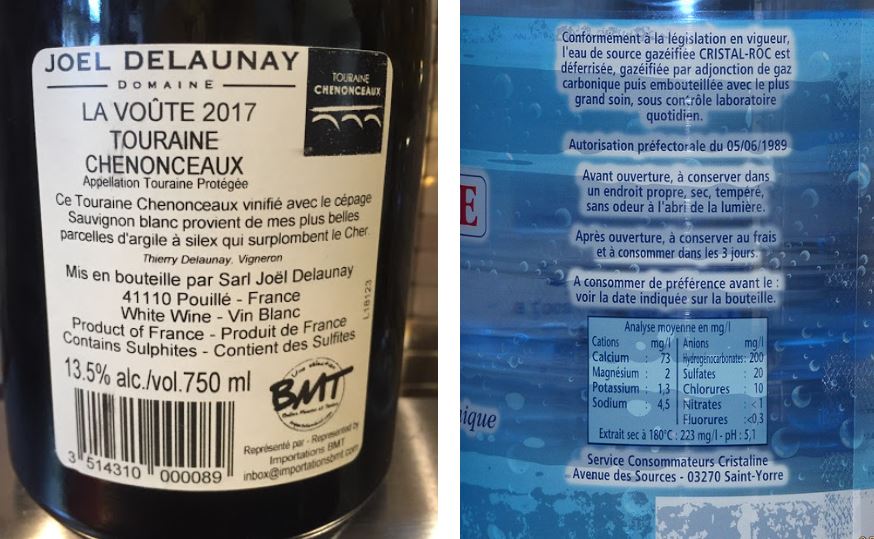 JOEL DELAUNAY
DOMAINE
TOURAINE
CHENONCEAUX
LA VOÛTE 2017
TOURAINE
CHENONCEAUX
Appellation Touraine Protégée
Ce Touraine Chenonceaux vinifié avec le cépage
Sauvignon blanc provient de mes plus belles
parcelles d'argile à silex qui surplombent le Cher.
Thierry Delaunay. Vigneron
Mis en bouteille par Sarl Joël Delaunay
41110 Pouillé - France
White Wine - Vin Blanc
Product of France - Produit de France
Contains Sulphites - Contient des Sulfites
L18123
13.5% alc./vol.750 ml
Une sélection
BMT
Représenté par - Represented by
Importations BMT
inbox@importationsbmt.com
3 514310 000089
Conformément à la législation en vigueur,
l'eau de source gazéifiée CRISTAL-ROC est
déferrisée, gazéifiée par adjonction de gaz
carbonique puis embouteillée avec le plus
grand soin, sous contrôle laboratoire
quotidien.
Autorisation préfectorale du 05/06/1989
Avant ouverture, à conserver dans
un endroit propre, sec, tempéré,
sans odeur à l'abri de la lumière.
E
Après ouverture, à conserver au frais
et à consommer dans les 3 jours.
A consommer de préférence avant le :
voir la date indiquée sur la bouteille.
Analyse moyenne en mg/l
Cations mg/l Anions mg/l
Calcium 73 Hydrogénocarbonates: 200
Magnésium : 2 Sulfates : 20
Potassium : 1,3 Chlorures : 10
Sodium : 4,5 Nitrates : <1
Fluorures :<0,3
Extrait sec à 180°C : 223 mg/l - pH : 5,1
ique
Service Consommateurs Cristaline
Avenue des Sources - 03270 Saint-Yorre